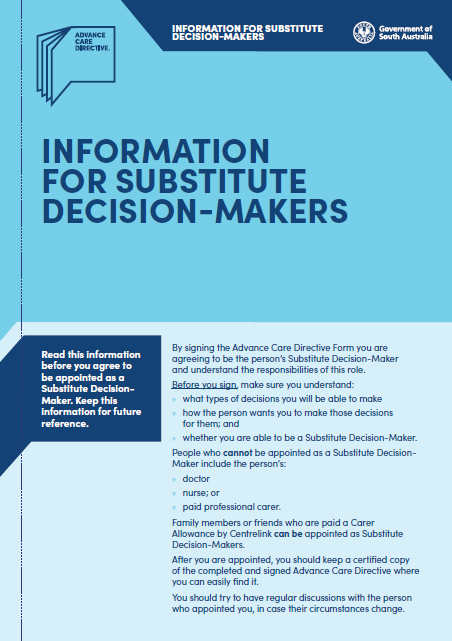 INFORMATION FOR SUBSTITUTE
DECISION-MAKERS
Government of
South Australia
ADVANCE
CARE
DIRECTIVE.
INFORMATION
FOR SUBSTITUTE
DECISION-MAKERS
Read this information
before you agree to
be appointed as a
Substitute Decision-
Maker. Keep this
information for future
reference.
By signing the Advance Care Directive Form you are
agreeing to be the person's Substitute Decision-Maker
and understand the responsibilities of this role.
Before you sign, make sure you understand:
» what types of decisions you will be able to make
» how the person wants you to make those decisions
for them; and
» whether you are able to be a Substitute Decision-Maker.
People who cannot be appointed as a Substitute Decision-
Maker include the person's:
» doctor
» nurse; or
» paid professional carer.
Family members or friends who are paid a Carer
Allowance by Centrelink can be appointed as Substitute
Decision-Makers.
After you are appointed, you should keep a certified copy
of the completed and signed Advance Care Directive where
you can easily find it.
You should try to have regular discussions with the person
who appointed you, in case their circumstances change.